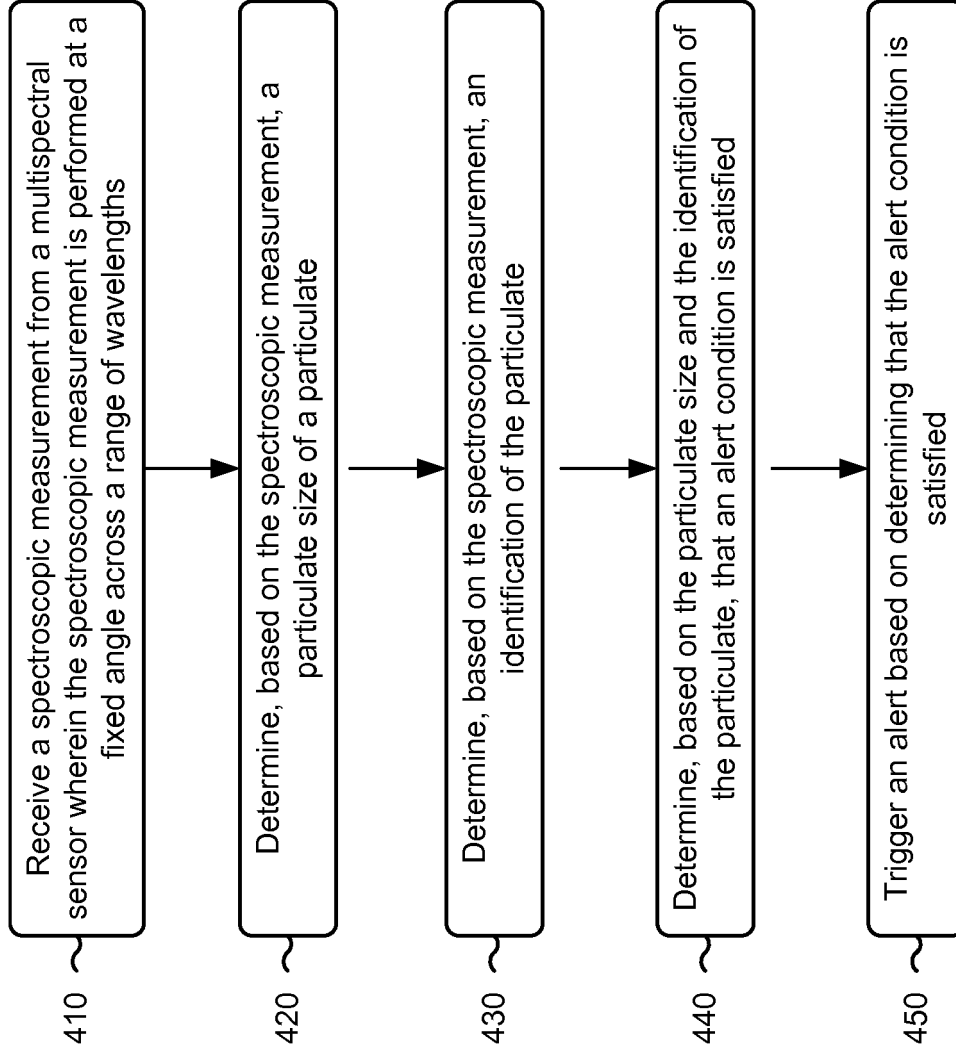 410
Receive a spectroscopic measurement from a multispectral
sensor wherein the spectroscopic measurement is performed at a
fixed angle across a range of wavelengths
420
Determine, based on the spectroscopic measurement, a
particulate size of a particulate
430
Determine, based on the spectroscopic measurement, an
identification of the particulate
440
Determine, based on the particulate size and the identification of
the particulate, that an alert condition is satisfied
450
Trigger an alert based on determining that the alert condition is
satisfied